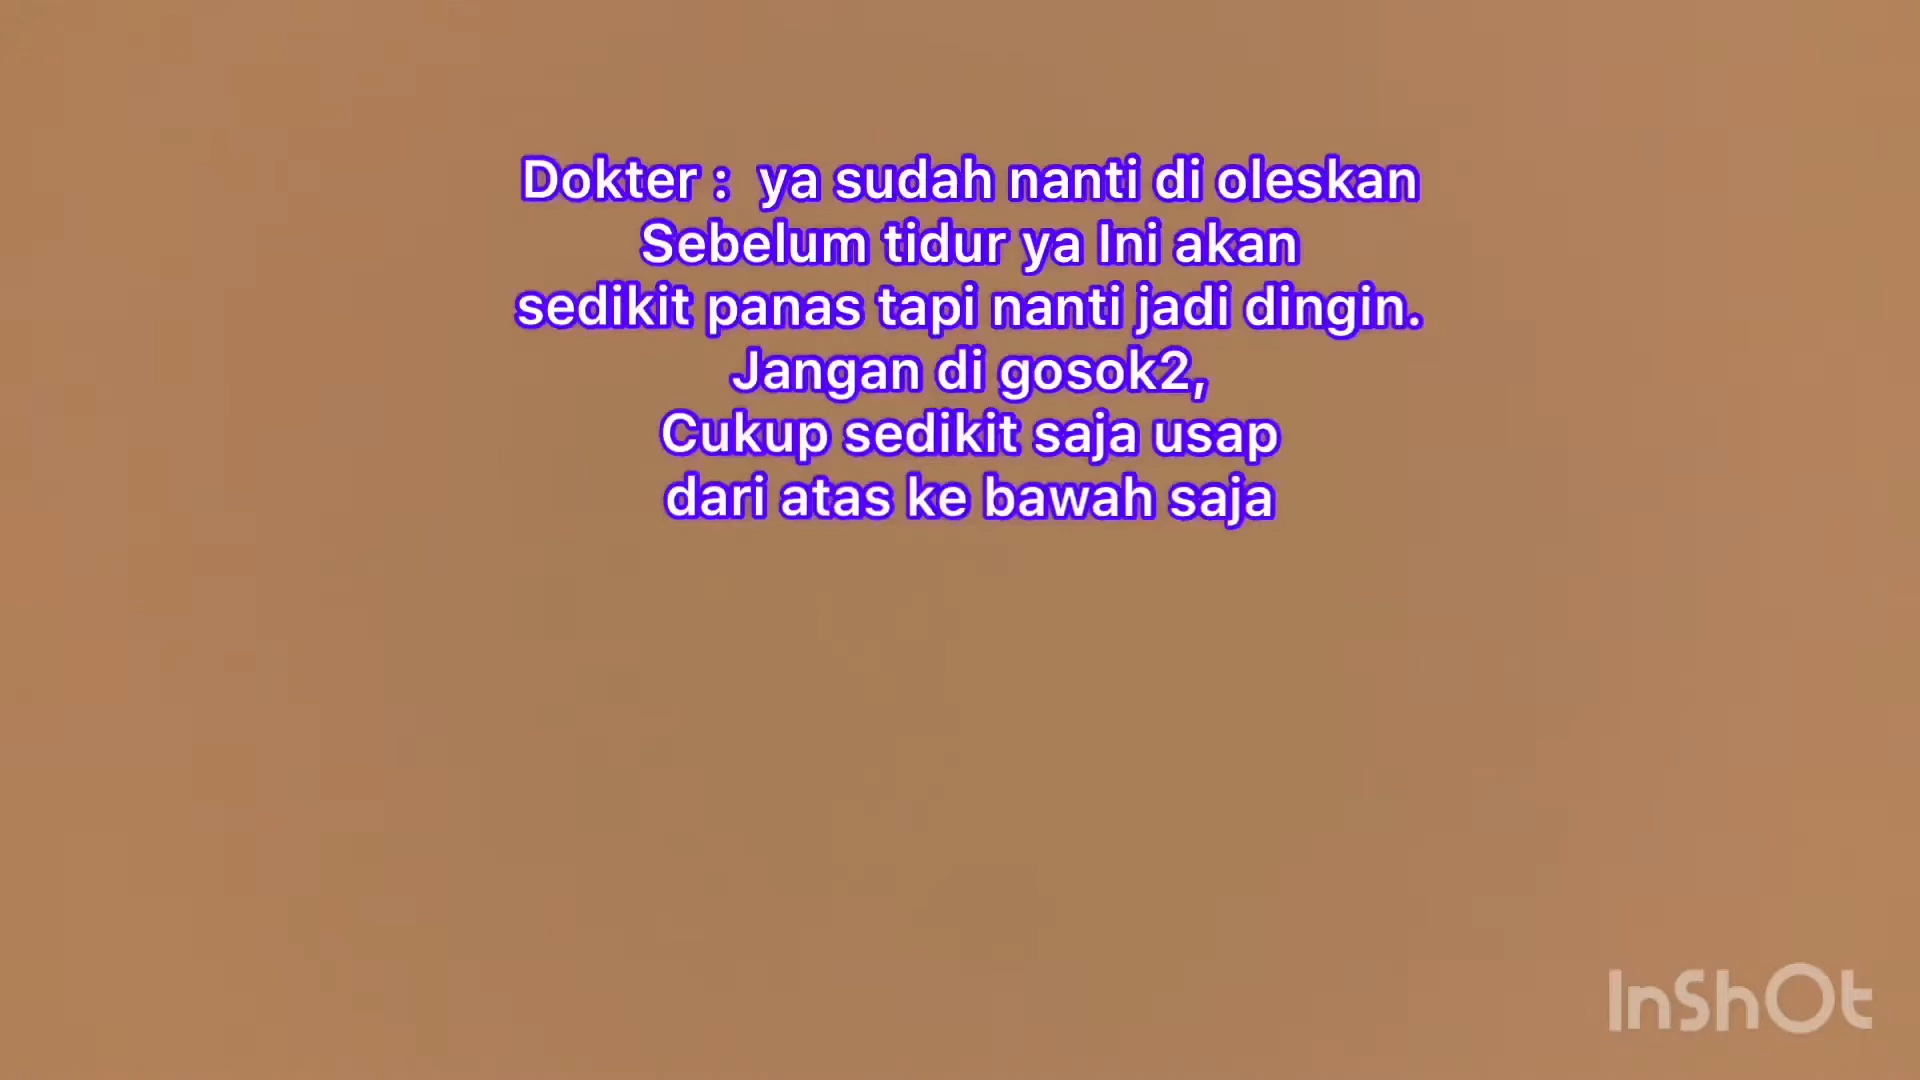 Dokter : ya sudah nanti di oleskan
Sebelum tidur ya Ini akan
sedikit panas tapi nanti jadi dingin.
Jangan di gosok2,
Cukup sedikit saja usap
dari atas ke bawah saja
InShOt